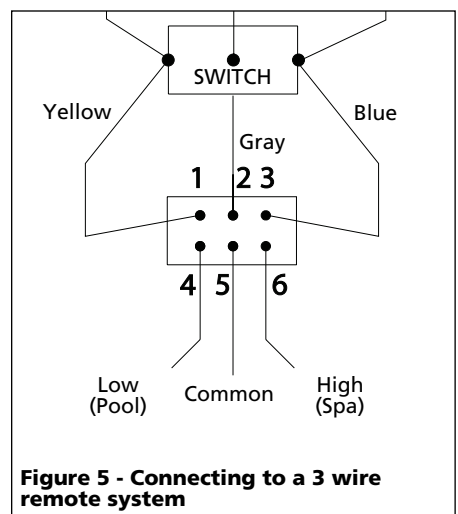 SWITCH
Yellow
Blue
Gray
1 2 3
4 5 6
Low
(Pool)
Common
High
(Spa)
Figure 5 - Connecting to a 3 wire
remote system